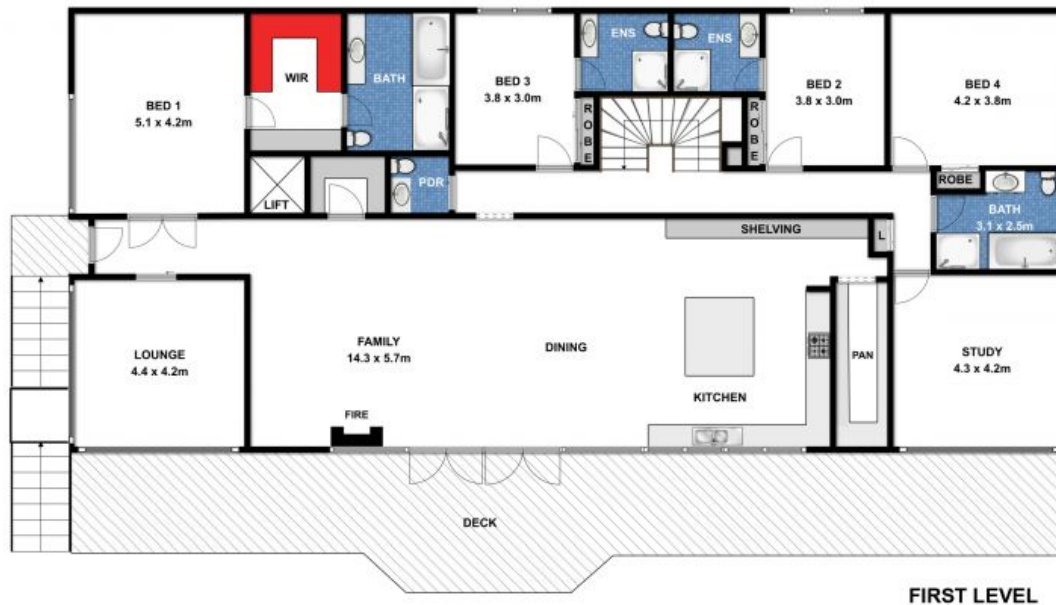 BED 1
5.1 x 4.2m
WIR
BATH
BED 3
3.8 x 3.0m
ENS
ENS
BED 2
3.8 x 3.0m
BED 4
4.2 x 3.8m
ROBE
ROBE
LIFT
PDR
ROBE
BATH
3.1 x 2.5m
SHELVING
L
LOUNGE
4.4 x 4.2m
FAMILY
14.3 x 5.7m
DINING
KITCHEN
PAN
STUDY
4.3 x 4.2m
FIRE
DECK
FIRST LEVEL